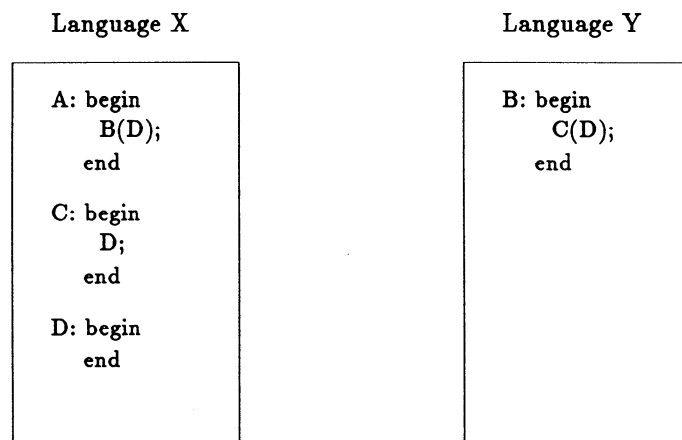 Language X
A: begin
B(D);
end
C: begin
D;
end
D: begin
end
Language Y
B: begin
C(D);
end